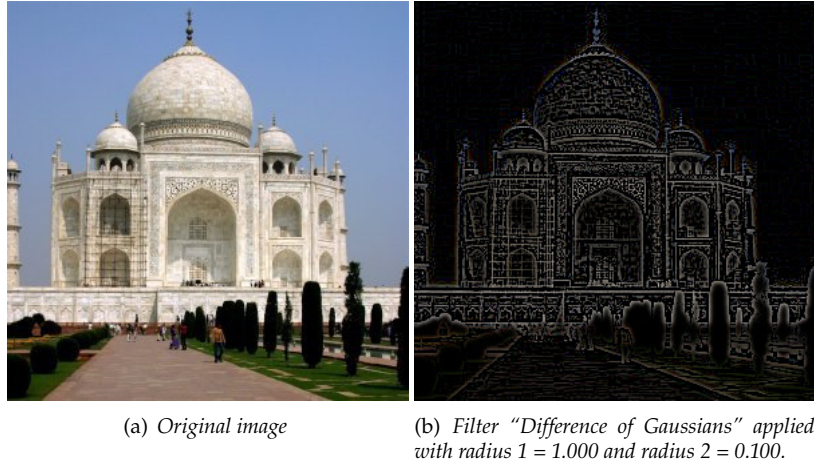 (a) Original image
(b) Filter “Difference of Gaussians” applied
with radius 1 = 1.000 and radius 2 = 0.100.